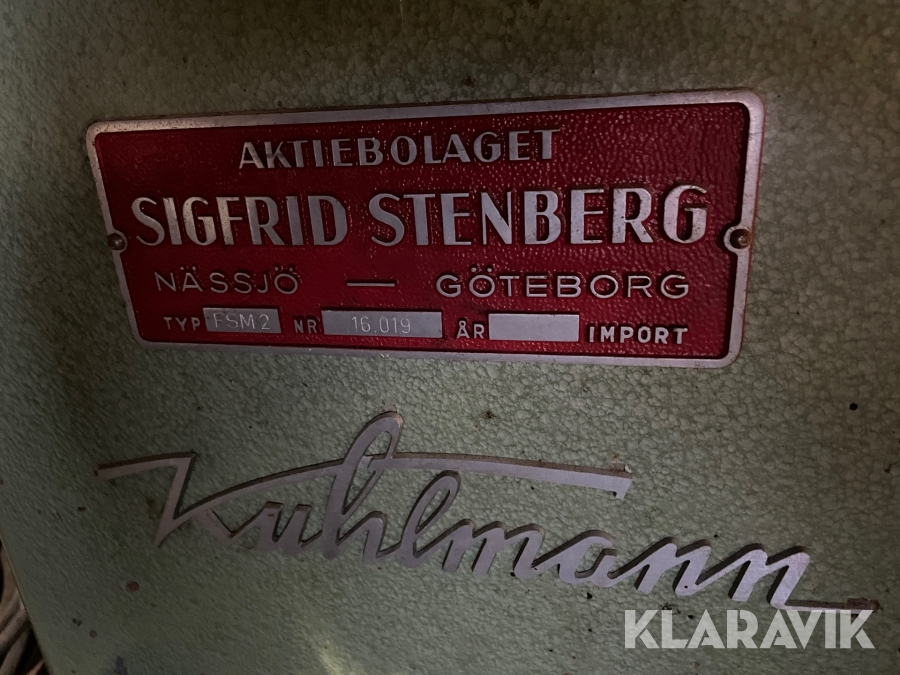 AKTIEBOLAGET
SIGFRID STENBERG
NÄSSJÖ — GÖTEBORG
TYP FSM2 NR 16.019 ÅR IMPORT
Kuhlmann
KLARAVIK